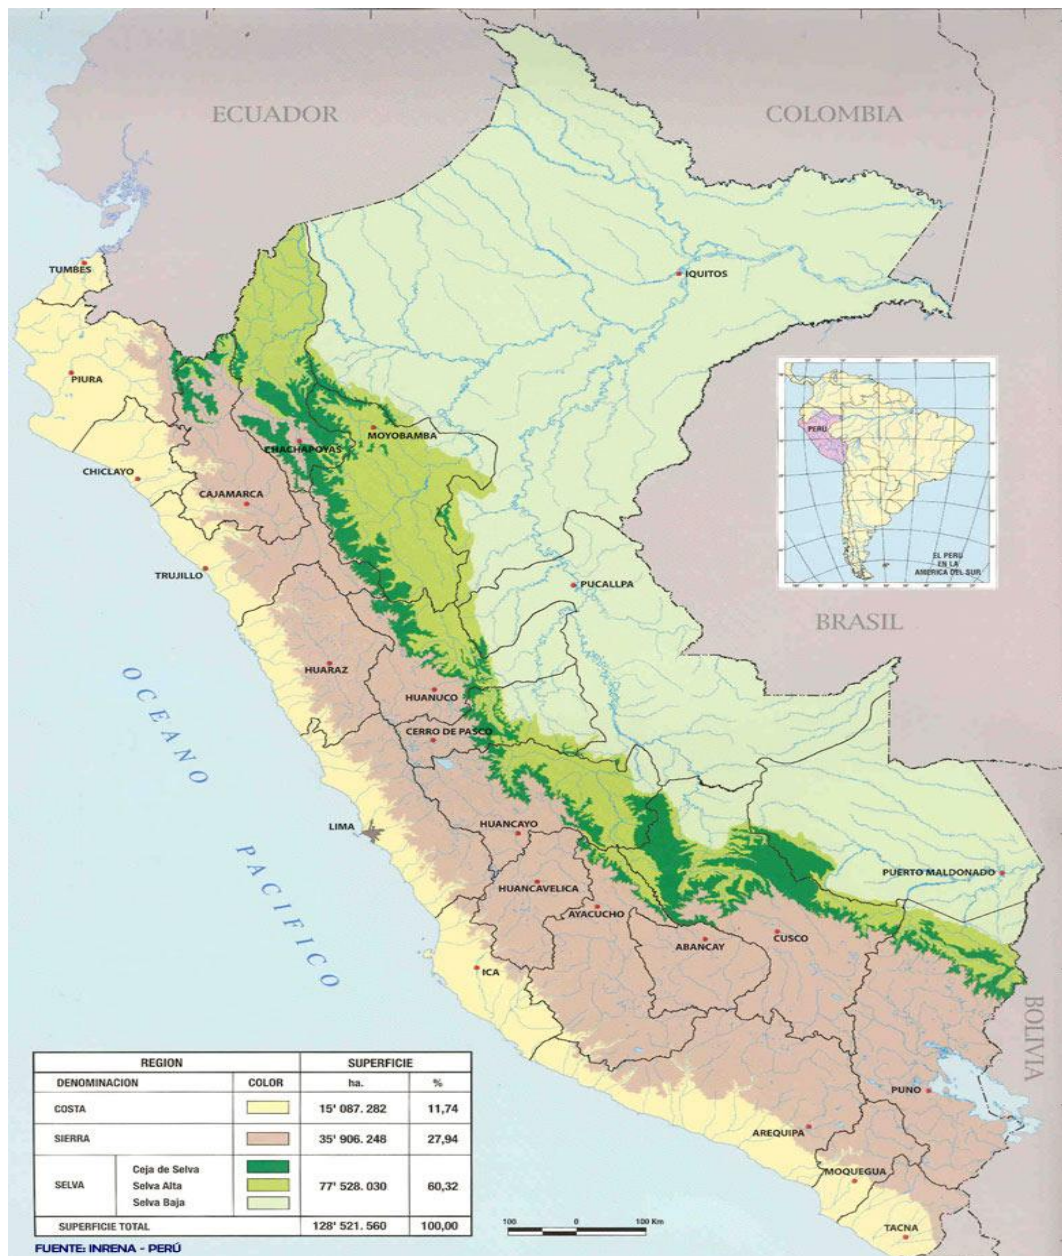 ECUADOR
COLOMBIA
TUMBES
IQUITOS
PIURA
MOYOBAMBA
CHACHAPOYAS
CHICLAYO
CAJAMARCA
PERÚ
EL PERU
EN LA
AMERICA DEL SUR
TRUJILLO
PUCALLPA
BRASIL
HUARAZ
HUANUCO
CERRO DE PASCO
OCEANO PACIFICO
LIMA
HUANCAYO
HUANCAVELICA
AYACUCHO
PUERTO MALDONADO
ABANCAY
CUSCO
ICA
BOLIVIA
PUNO
AREQUIPA
MOQUEGUA
TACNA
REGION SUPERFICIE
DENOMINACION COLOR ha. %
COSTA 15' 087. 282 11,74
SIERRA 35' 906. 248 27,94
SELVA Ceja de Selva
Selva Alta 77' 528. 030 60,32
Selva Baja
SUPERFICIE TOTAL 128' 521. 560 100,00
100 0 100 Km
FUENTE: INRENA - PERÚ